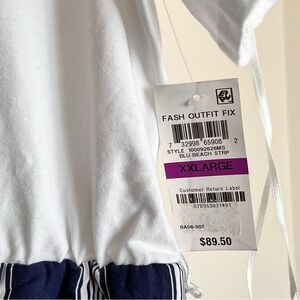 FASH OUTFIT FIX
7 32998 65908 2
STYLE 100092626MS
BLU BEACH STRP
XXLARGE
Customer Return Label
070953831491
BA06-007
$89.50